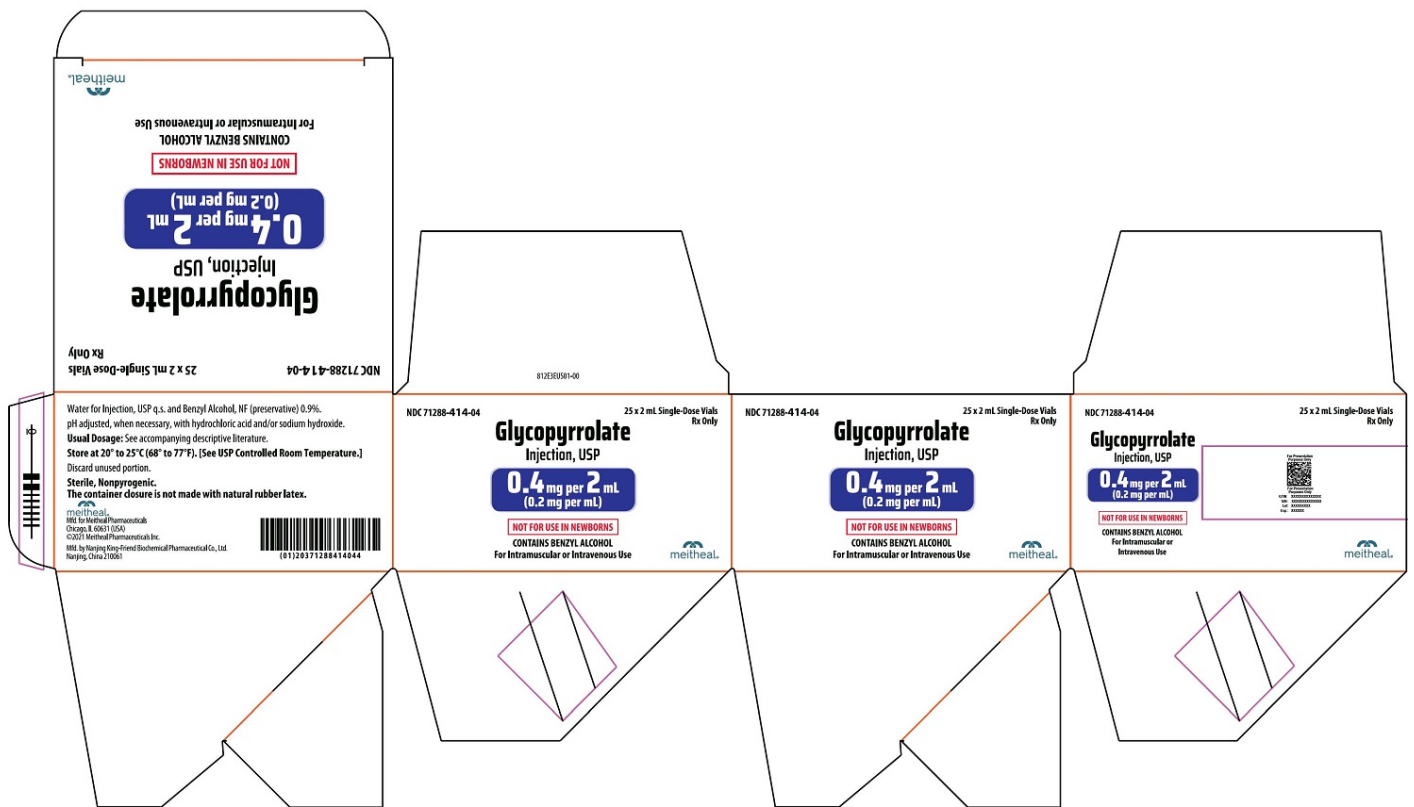 meitheal®
For Intramuscular or Intravenous Use
CONTAINS BENZYL ALCOHOL
NOT FOR USE IN NEWBORNS
0.4 mg per 2 mL
(0.2 mg per mL)
Glycopyrrolate
Injection, USP
NDC 71288-414-04
25 x 2 mL Single-Dose Vials
Rx Only
Water for Injection, USP q.s. and Benzyl Alcohol, NF (preservative) 0.9%.
pH adjusted, when necessary, with hydrochloric acid and/or sodium hydroxide.
Usual Dosage: See accompanying descriptive literature.
Store at 20° to 25°C (68° to 77°F). [See USP Controlled Room Temperature.]
Discard unused portion.
Sterile, Nonpyrogenic.
The container closure is not made with natural rubber latex.
meitheal®
Mfd. for Meitheal Pharmaceuticals
Chicago, IL 60631 (USA)
©2021 Meitheal Pharmaceuticals Inc.
Mfd. by Nanjing King-Friend Biochemical Pharmaceutical Co., Ltd.
Nanjing, China 210061
(01)20371288414044
812E3EUS01-00
NDC 71288-414-04
25 x 2 mL Single-Dose Vials
Rx Only
Glycopyrrolate
Injection, USP
0.4 mg per 2 mL
(0.2 mg per mL)
NOT FOR USE IN NEWBORNS
CONTAINS BENZYL ALCOHOL
For Intramuscular or Intravenous Use
meitheal®
NDC 71288-414-04
25 x 2 mL Single-Dose Vials
Rx Only
Glycopyrrolate
Injection, USP
0.4 mg per 2 mL
(0.2 mg per mL)
NOT FOR USE IN NEWBORNS
CONTAINS BENZYL ALCOHOL
For Intramuscular or Intravenous Use
meitheal®
NDC 71288-414-04
25 x 2 mL Single-Dose Vials
Rx Only
Glycopyrrolate
Injection, USP
0.4 mg per 2 mL
(0.2 mg per mL)
NOT FOR USE IN NEWBORNS
CONTAINS BENZYL ALCOHOL
For Intramuscular or
Intravenous Use
For Presentation
Purposes Only
For Presentation
Purposes Only
meitheal®